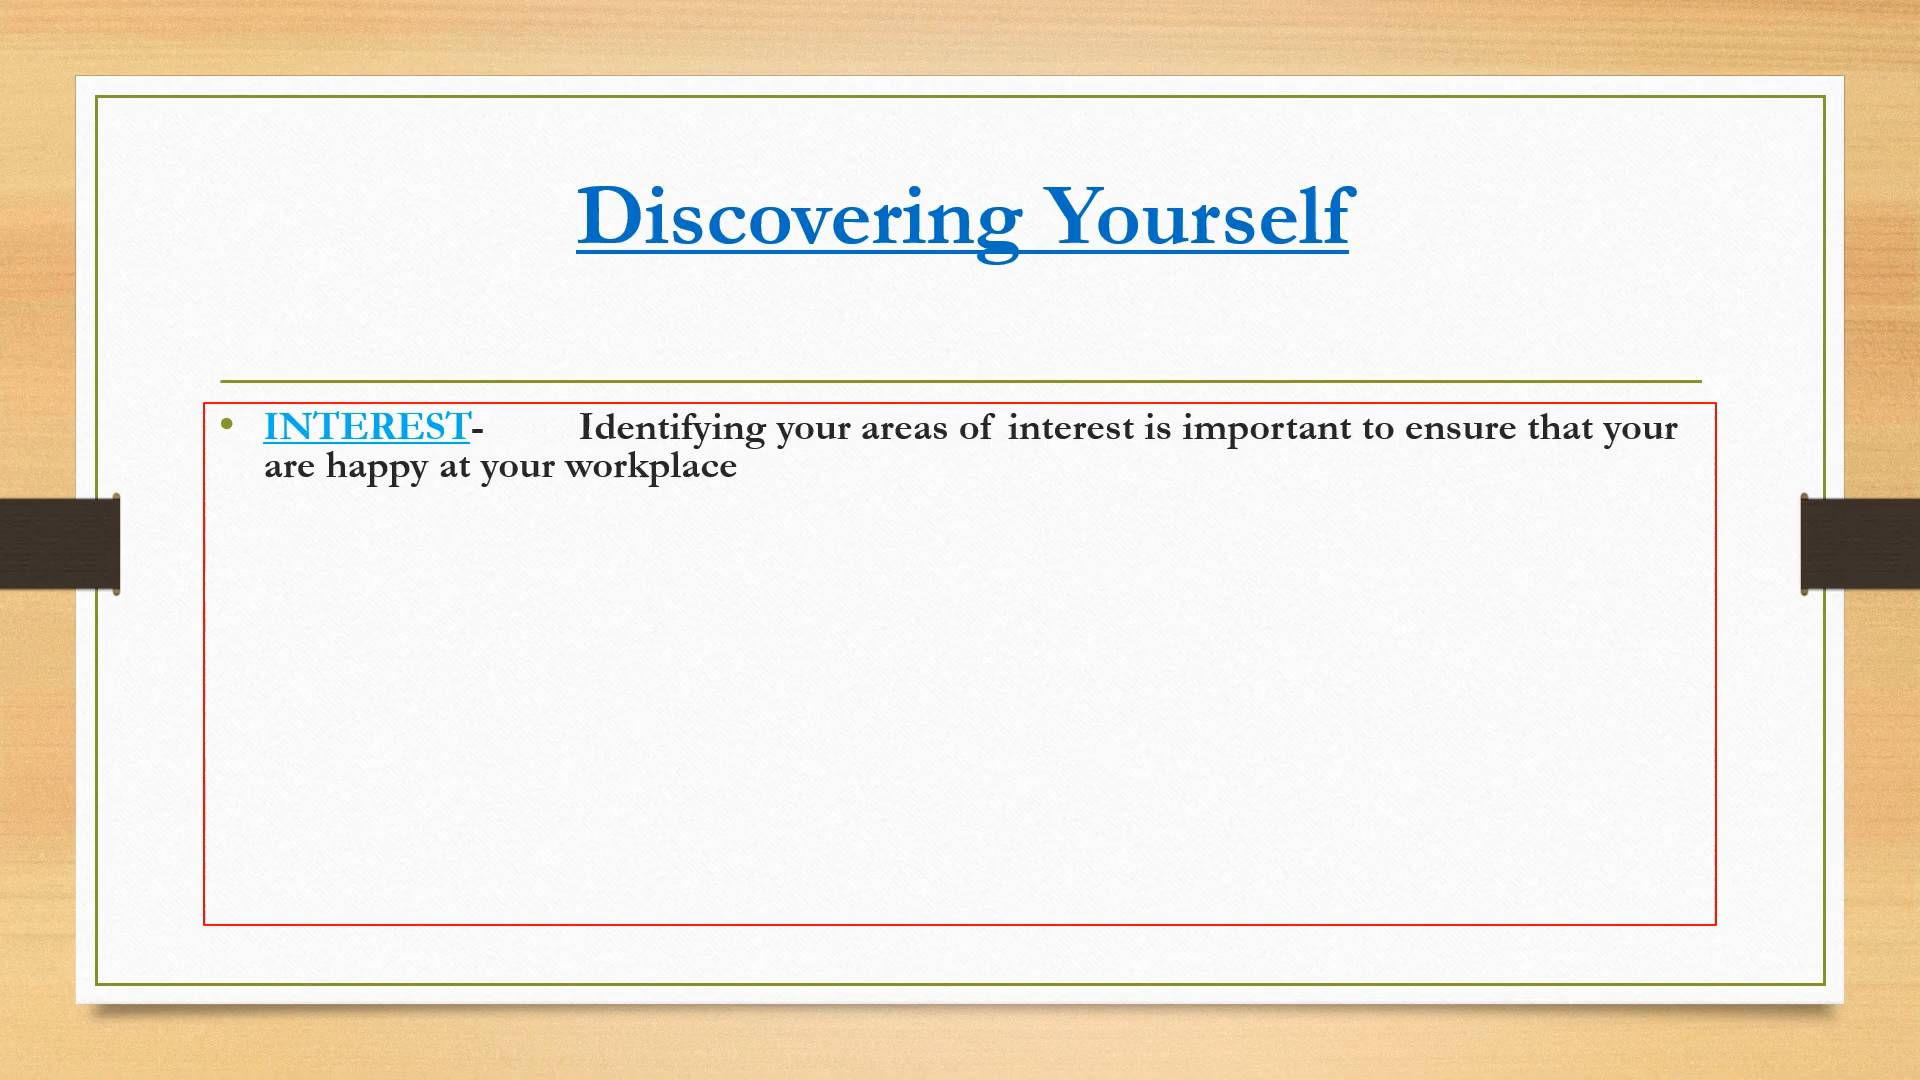 Discovering Yourself
• INTEREST- Identifying your areas of interest is important to ensure that your
are happy at your workplace